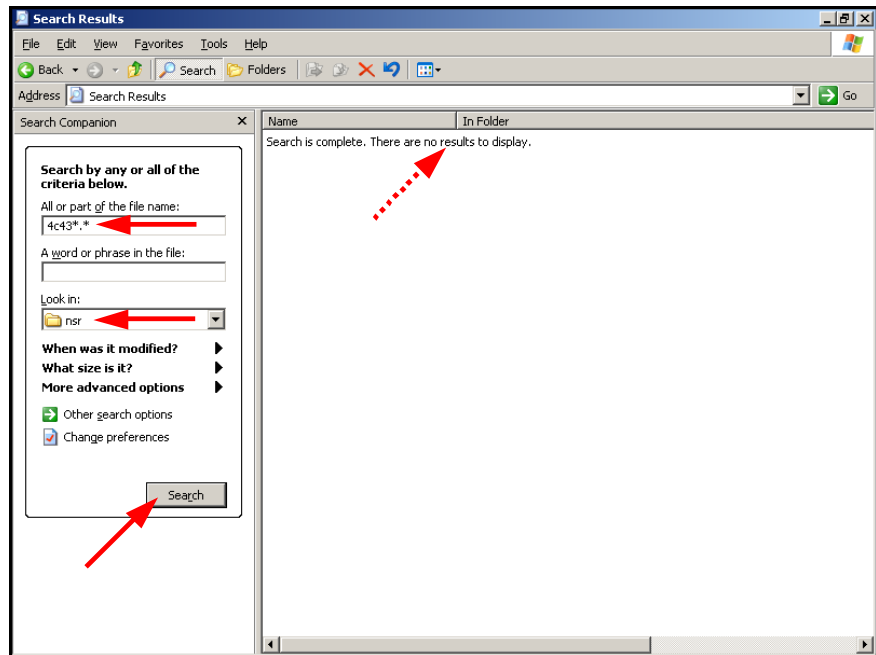 Search Results
File Edit View Favorites Tools Help
Back Search Folders
Address Search Results Go
Search Companion
Name In Folder
Search is complete. There are no results to display.
Search by any or all of the
criteria below.
All or part of the file name:
4c43*.*
A word or phrase in the file:
Look in:
nsr
When was it modified?
What size is it?
More advanced options
Other search options
Change preferences
Search